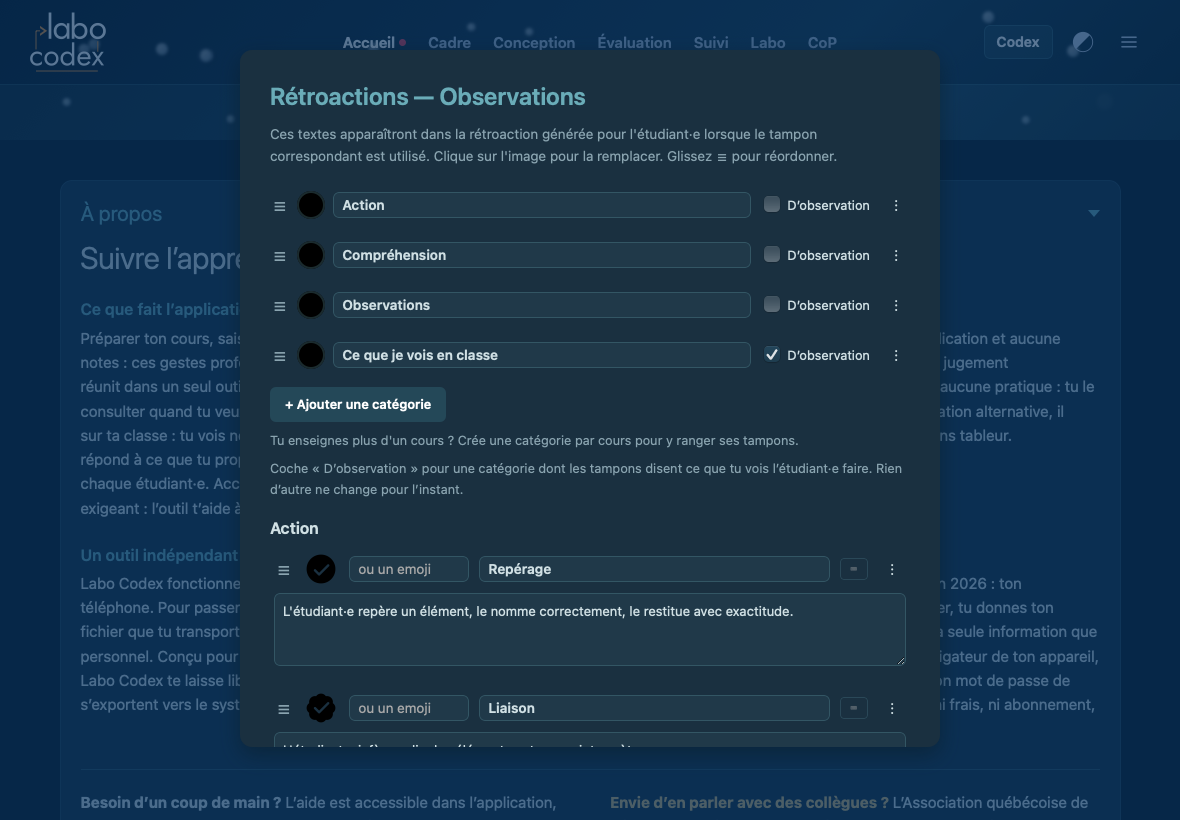 labo
codex
Accueil Cadre Conception Évaluation Suivi Labo CoP
Codex
Rétroactions — Observations
Ces textes apparaîtront dans la rétroaction générée pour l'étudiant·e lorsque le tampon
correspondant est utilisé. Clique sur l'image pour la remplacer. Glissez ≡ pour réordonner.
Action D’observation
Compréhension D’observation
Observations D’observation
Ce que je vois en classe D’observation
+ Ajouter une catégorie
Tu enseignes plus d'un cours ? Crée une catégorie par cours pour y ranger ses tampons.
Coche « D’observation » pour une catégorie dont les tampons disent ce que tu vois l’étudiant·e faire. Rien
d’autre ne change pour l’instant.
Action
ou un emoji Repérage
L'étudiant·e repère un élément, le nomme correctement, le restitue avec exactitude.
ou un emoji Liaison
À propos
Suivre l’appre
Ce que fait l’applicati
Préparer ton cours, sais
notes : ces gestes prof
réunit dans un seul outi
consulter quand tu veu
sur ta classe : tu vois n
répond à ce que tu prop
chaque étudiant·e. Acc
exigeant : l’outil t’aide à
lication et aucune
jugement
aucune pratique : tu le
ation alternative, il
ns tableur.
Un outil indépendant
Labo Codex fonctionne
téléphone. Pour passer
fichier que tu transport
personnel. Conçu pour
Labo Codex te laisse lib
s’exportent vers le syst
n 2026 : ton
er, tu donnes ton
a seule information que
igateur de ton appareil,
on mot de passe de
ni frais, ni abonnement,
Besoin d’un coup de main ? L’aide est accessible dans l’application,
Envie d’en parler avec des collègues ? L’Association québécoise de